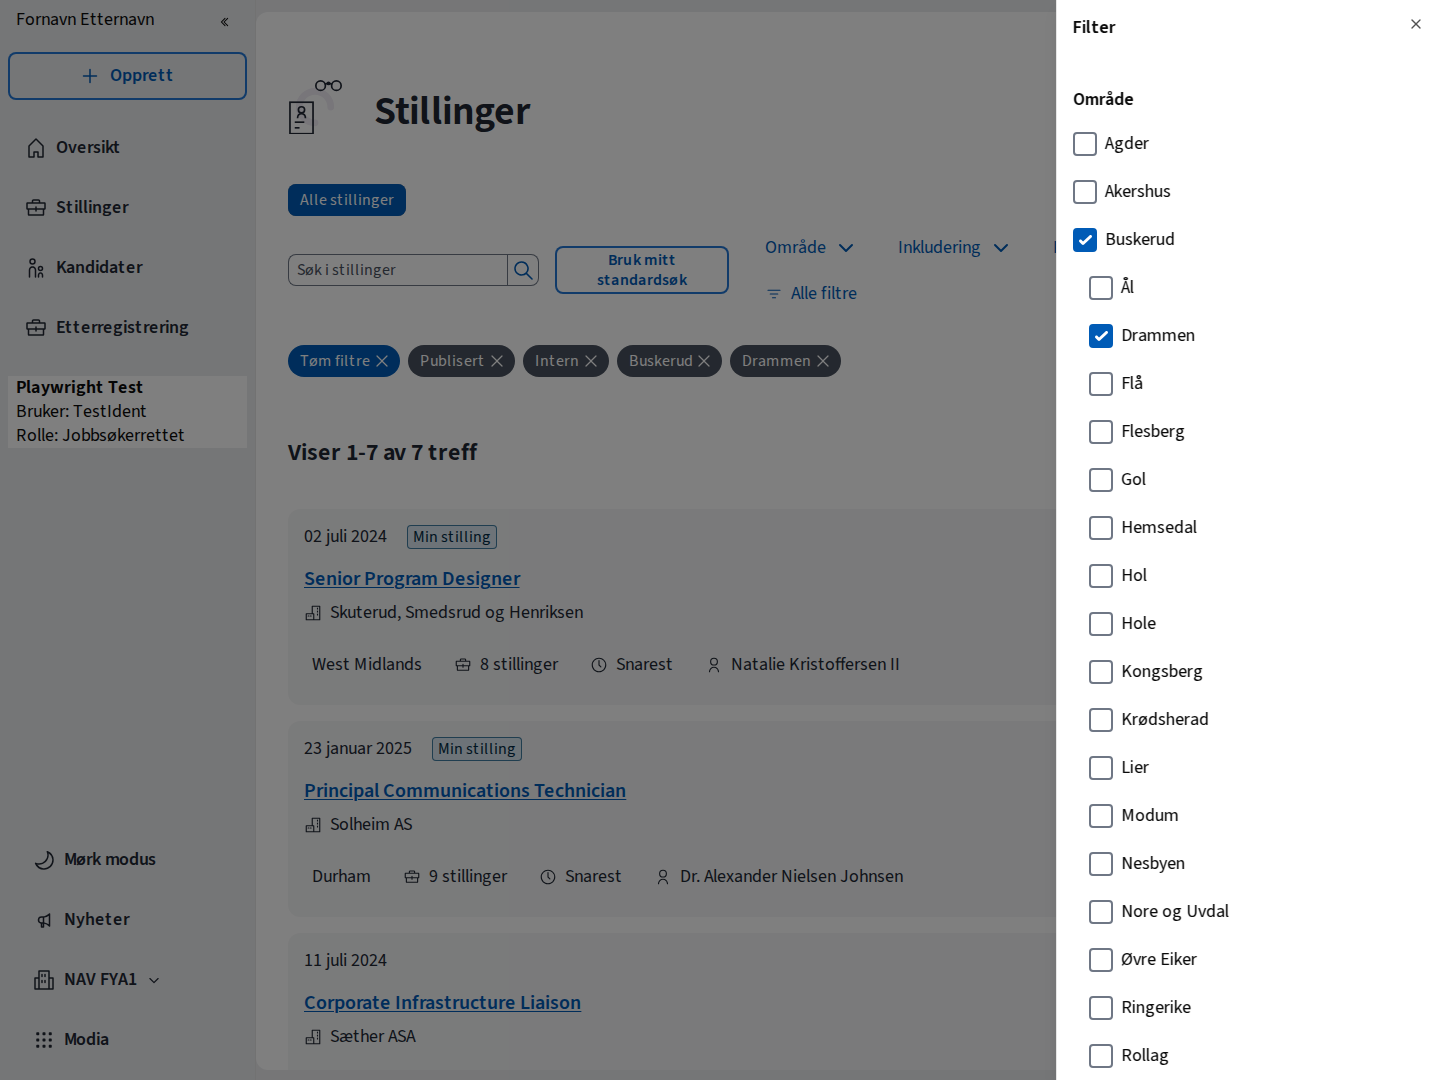 Fornavn Etternavn
Opprett
Oversikt
Stillinger
Kandidater
Etterregistrering
Playwright Test
Bruker: TestIdent
Rolle: Jobbsøkerrettet
Mørk modus
Nyheter
NAV FYA1
Media
Stillinger
Alle stillinger
Søk i stillinger
Bruk mitt
standardsøk
Område
Inkludering
Alle filtre
Tøm filtre
Publisert
Intern
Buskerud
Drammen
Viser 1-7 av 7 treff
02 juli 2024
Min stilling
Senior Program Designer
Skuterud, Smedsrud og Henriksen
West Midlands
8 stillinger
Snarest
Natalie Kristoffersen II
23 januar 2025
Min stilling
Principal Communications Technician
Solheim AS
Durham
9 stillinger
Snarest
Dr. Alexander Nielsen Johnsen
11 juli 2024
Corporate Infrastructure Liaison
Sæther ASA
Filter
Område
Agder
Akershus
Buskerud
Ål
Drammen
Flå
Flesberg
Gol
Hemsedal
Hol
Hole
Kongsberg
Krødsherad
Lier
Modum
Nesbyen
Nore og Uvdal
Øvre Eiker
Ringerike
Rollag